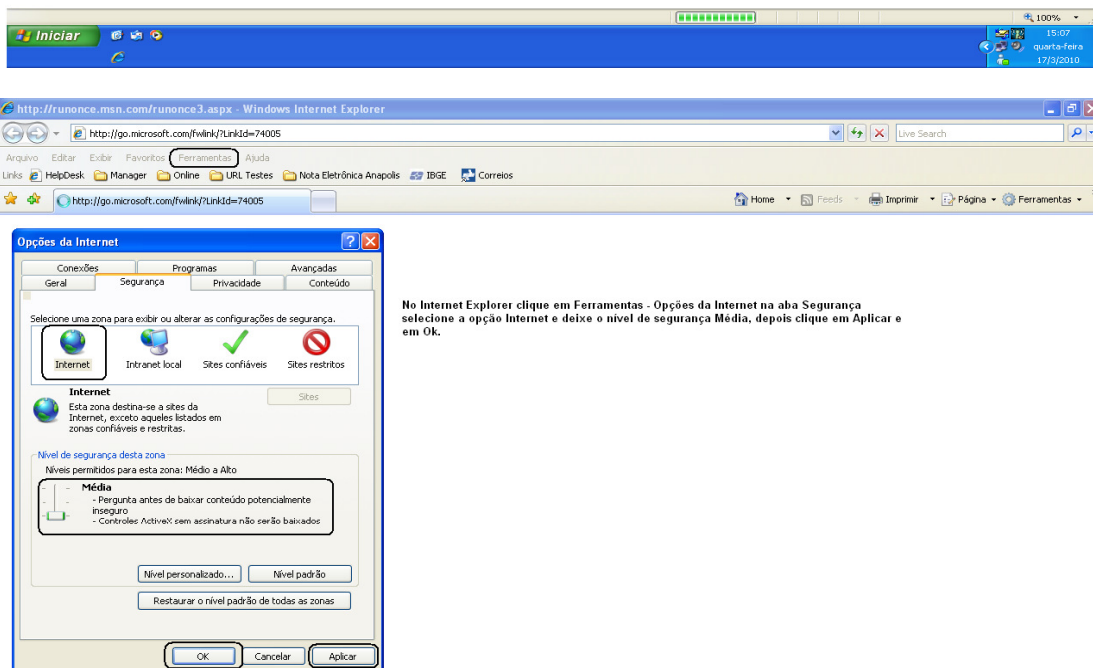 100%
Iniciar
15:07
quarta-feira
17/3/2010
http://runonce.msn.com/runonce3.aspx - Windows Internet Explorer
http://go.microsoft.com/fwlink/?LinkId=74005 Live Search
Arquivo Editar Exibir Favoritos Ferramentas Ajuda
Links HelpDesk Manager Online URL Testes Nota Eletrônica Anapolis IBGE Correios
http://go.microsoft.com/fwlink/?LinkId=74005 Home Feeds Imprimir Página Ferramentas
Opções da Internet
Conexões Programas Avançadas
Geral Segurança Privacidade Conteúdo
Selecione uma zona para exibir ou alterar as configurações de segurança.
Internet Intranet local Sites confiáveis Sites restritos
Internet
Sites
Esta zona destina-se a sites da
Internet, exceto aqueles listados em
zonas confiáveis e restritas.
Nível de segurança desta zona
Níveis permitidos para esta zona: Médio a Alto
Média
- Pergunta antes de baixar conteúdo potencialmente
inseguro
- Controles ActiveX sem assinatura não serão baixados
Nível personalizado... Nível padrão
Restaurar o nível padrão de todas as zonas
OK Cancelar Aplicar
No Internet Explorer clique em Ferramentas - Opções da Internet na aba Segurança
selecione a opção Internet e deixe o nível de segurança Média, depois clique em Aplicar e
em Ok.